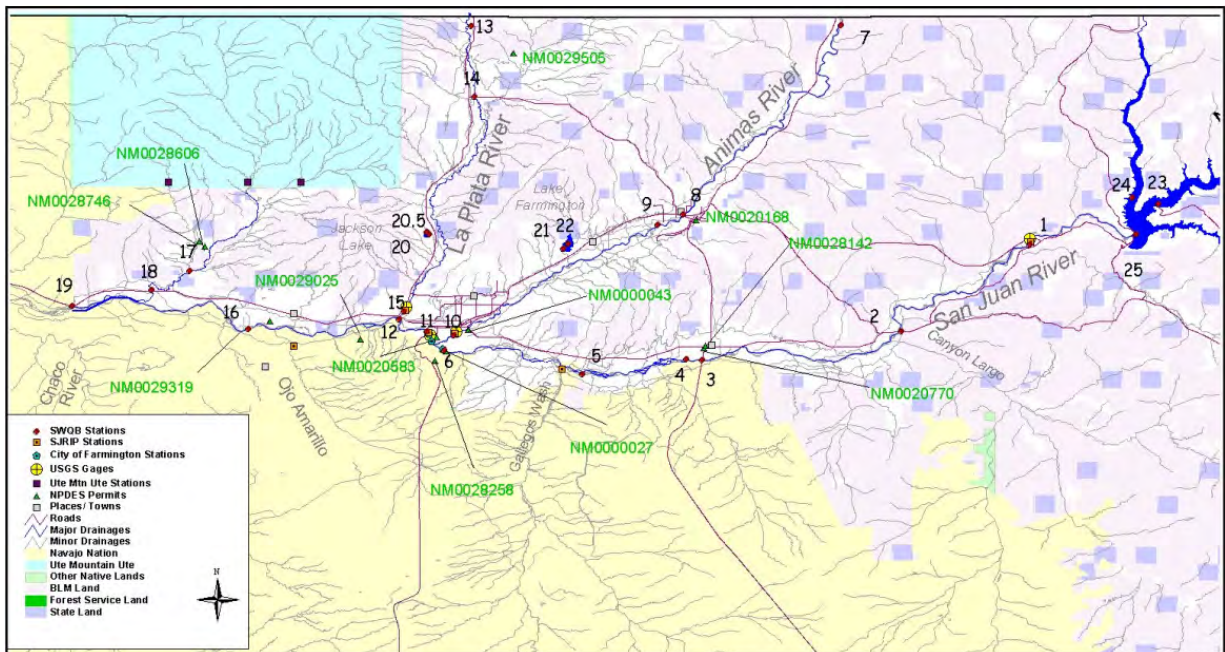 13
NM0029505
7
14
La Plata River
Animas River
NM0028606
NM0028746
24
23
Lake
Farmington
9
8
NM0020168
20.5
20
Jackson
Lake
21
22
NM0028142
1
17
NM0029025
San Juan River
25
19
18
15
NM0000043
16
12
11
10
2
Canyon Largo
NM0020583
6
5
4
3
NM0029319
Chaco
River
Ojo Amarillo
Gallegos Wash
NM0020770
NM0000027
NM0028258
SWQB Stations
SJRIP Stations
City of Farmington Stations
USGS Gages
Ute Mtn Ute Stations
NPDES Permits
Places/ Towns
Roads
Major Drainages
Minor Drainages
Navajo Nation
Ute Mountain Ute
Other Native Lands
BLM Land
Forest Service Land
State Land
N